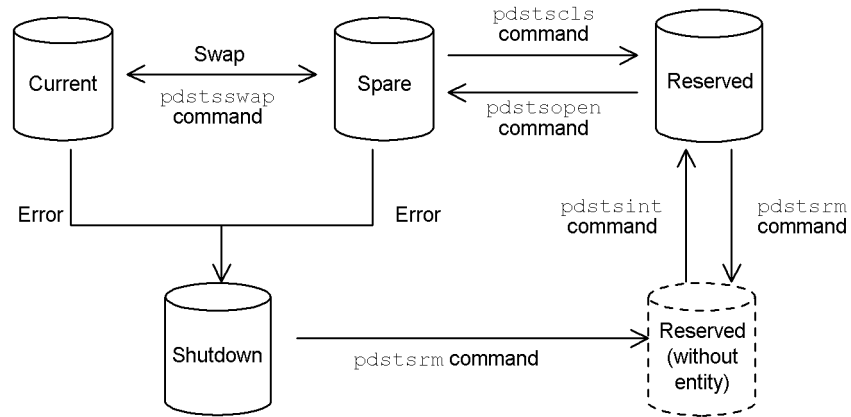 pdstscls
command
Swap
Current
Spare
Reserved
pdstsswap
command
pdstsopen
command
pdstsint
command
pdstsrm
command
Error
Error
Shutdown
Reserved
(without
entity)
pdstsrm command